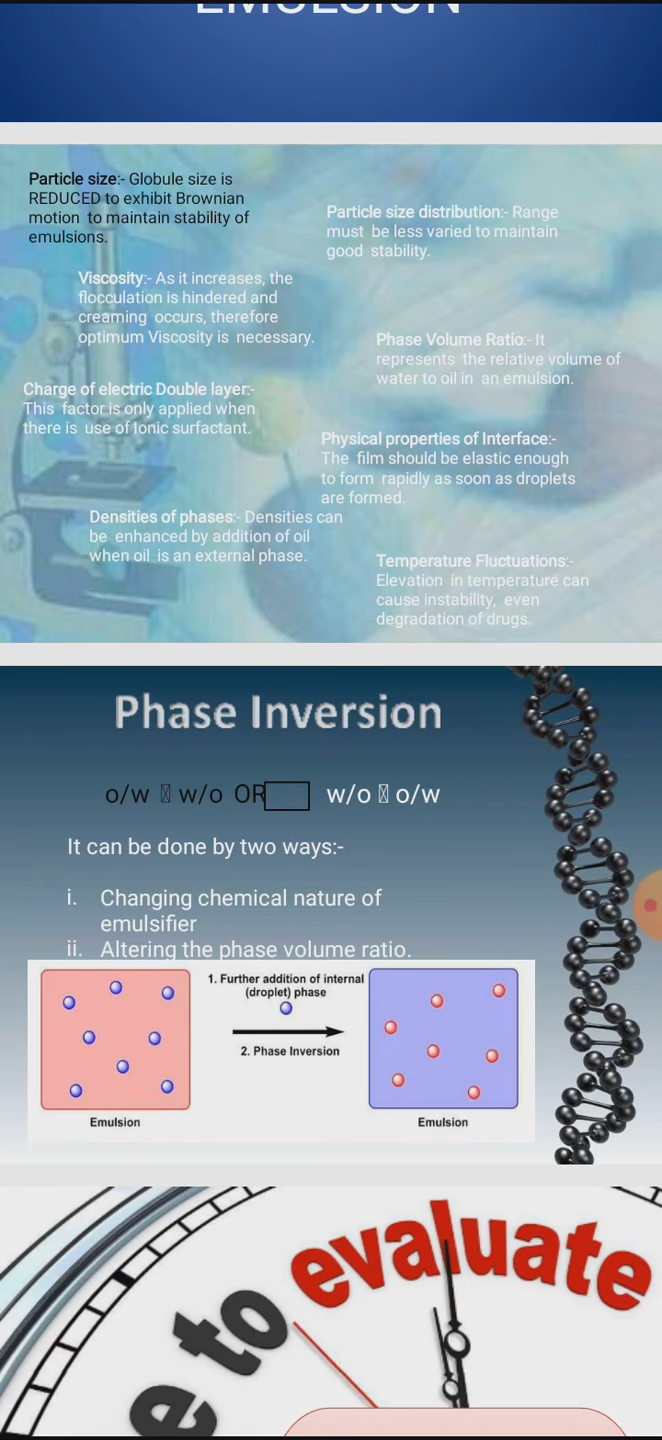 EMULSION
Particle size:- Globule size is
REDUCED to exhibit Brownian
motion to maintain stability of
emulsions.
Particle size distribution:- Range
must be less varied to maintain
good stability.
Viscosity:- As it increases, the
flocculation is hindered and
creaming occurs, therefore
optimum Viscosity is necessary.
Phase Volume Ratio:- It
represents the relative volume of
water to oil in an emulsion.
Charge of electric Double layer:-
This factor is only applied when
there is use of Ionic surfactant.
Physical properties of Interface:-
The film should be elastic enough
to form rapidly as soon as droplets
are formed.
Densities of phases:- Densities can
be enhanced by addition of oil
when oil is an external phase.
Temperature Fluctuations:-
Elevation in temperature can
cause instability, even
degradation of drugs.
Phase Inversion
o/w w/o OR w/o o/w
It can be done by two ways:-
i. Changing chemical nature of
emulsifier
ii. Altering the phase volume ratio.
1. Further addition of internal
(droplet) phase
2. Phase Inversion
Emulsion
Emulsion
e to evaluate